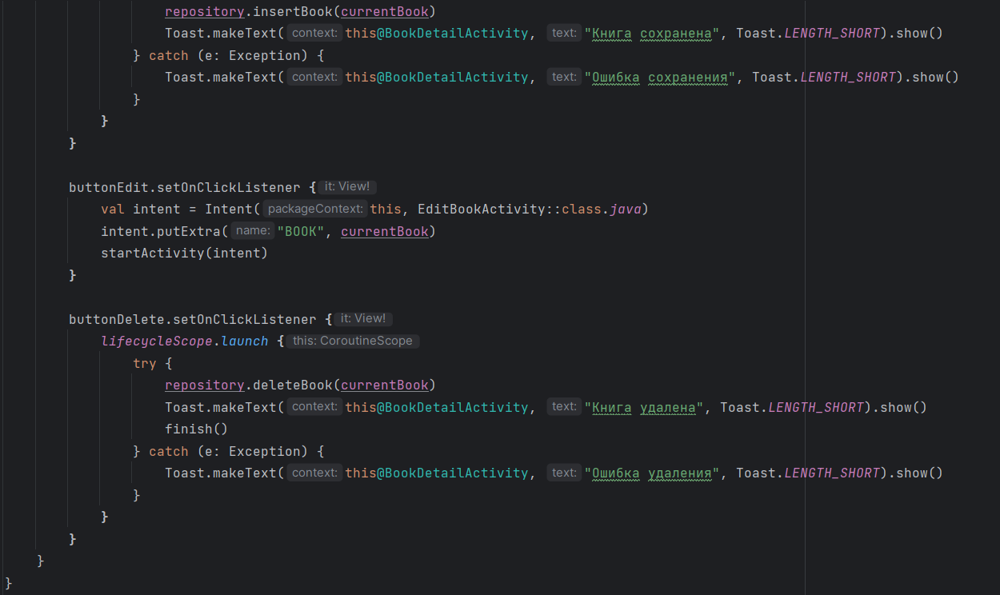 repository.insertBook(currentBook)
Toast.makeText( context: this@BookDetailActivity, text: "Книга сохранена", Toast.LENGTH_SHORT).show()
} catch (e: Exception) {
Toast.makeText( context: this@BookDetailActivity, text: "Ошибка сохранения", Toast.LENGTH_SHORT).show()
}
}
}
buttonEdit.setOnClickListener { it: View!
val intent = Intent( packageContext: this, EditBookActivity::class.java)
intent.putExtra( name: "BOOK", currentBook)
startActivity(intent)
}
buttonDelete.setOnClickListener { it: View!
lifecycleScope.launch { this: CoroutineScope
try {
repository.deleteBook(currentBook)
Toast.makeText( context: this@BookDetailActivity, text: "Книга удалена", Toast.LENGTH_SHORT).show()
finish()
} catch (e: Exception) {
Toast.makeText( context: this@BookDetailActivity, text: "Ошибка удаления", Toast.LENGTH_SHORT).show()
}
}
}
}
}